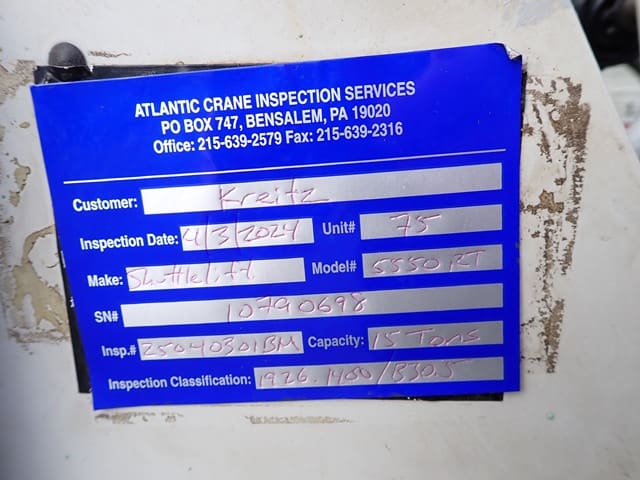 ATLANTIC CRANE INSPECTION SERVICES
PO BOX 747, BENSALEM, PA 19020
Office: 215-639-2579 Fax: 215-639-2316
Customer: Kreitz
Inspection Date: 4/3/2024 Unit# 75
Make: Shuttlelift Model# 5550 RT
SN# 10790698
Insp.# 25040301BM Capacity: 15 Tons
Inspection Classification: 1926.1400/B30.5